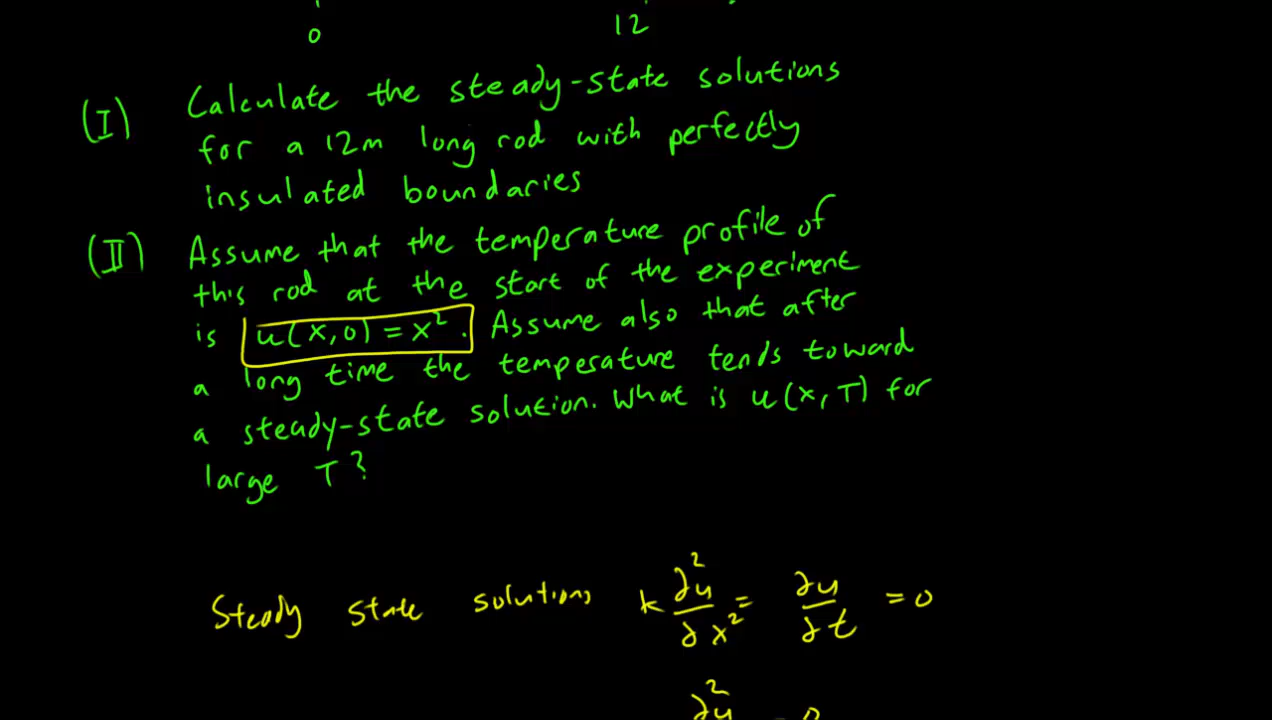 0 12
(I) Calculate the steady-state solutions
for a 12m long rod with perfectly
insulated boundaries
(II) Assume that the temperature profile of
this rod at the start of the experiment
is u(x,0) = x². Assume also that after
a long time the temperature tends toward
a steady-state solution. What is u(x,T) for
large T?
Steady state solutions k ∂²u/∂x² = ∂u/∂t = 0
∂²u 0